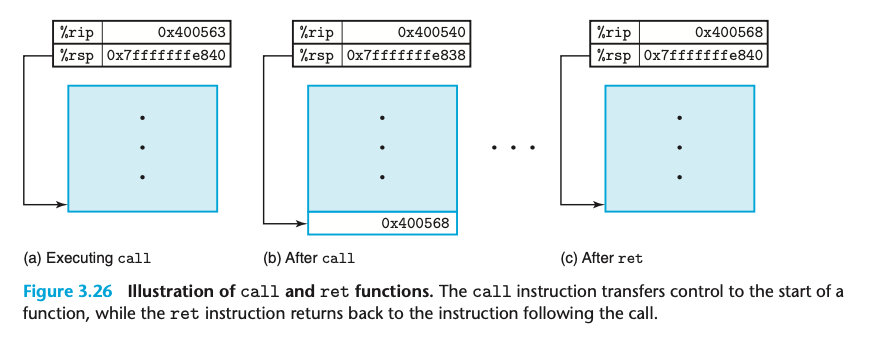 %rip 0x400563
%rsp 0x7fffffffe840
%rip 0x400540
%rsp 0x7fffffffe838
%rip 0x400568
%rsp 0x7fffffffe840
0x400568
(a) Executing call
(b) After call
(c) After ret
Figure 3.26 Illustration of call and ret functions. The call instruction transfers control to the start of a
function, while the ret instruction returns back to the instruction following the call.